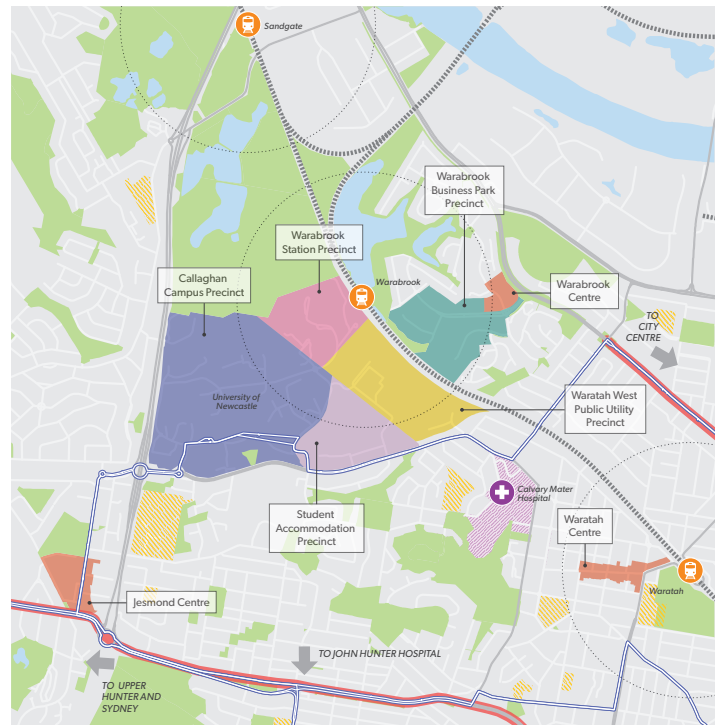 Sandgate
Warabrook
Business Park
Precinct
Warabrook
Station Precinct
Callaghan
Campus Precinct
Warabrook
Warabrook
Centre
TO
CITY
CENTRE
University of
Newcastle
Waratah West
Public Utility
Precinct
Calvary Mater
Hospital
Student
Accommodation
Precinct
Waratah
Centre
Waratah
Jesmond Centre
TO JOHN HUNTER HOSPITAL
TO UPPER
HUNTER AND
SYDNEY